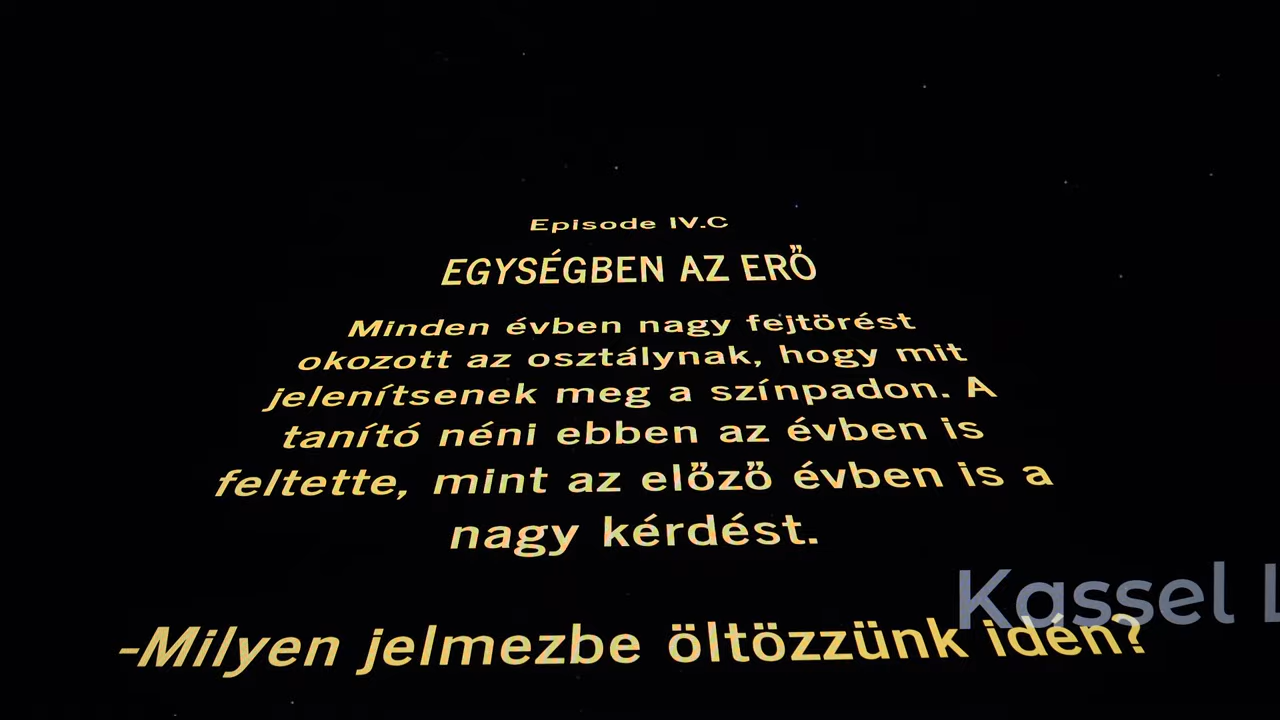 Episode IV.C
EGYSÉGBEN AZ ERŐ
Minden évben nagy fejtörést
okozott az osztálynak, hogy mit
jelenítsenek meg a színpadon. A
tanító néni ebben az évben is
feltette, mint az előző évben is a
nagy kérdést.
-Milyen jelmezbe öltözzünk idén?
Kassel L